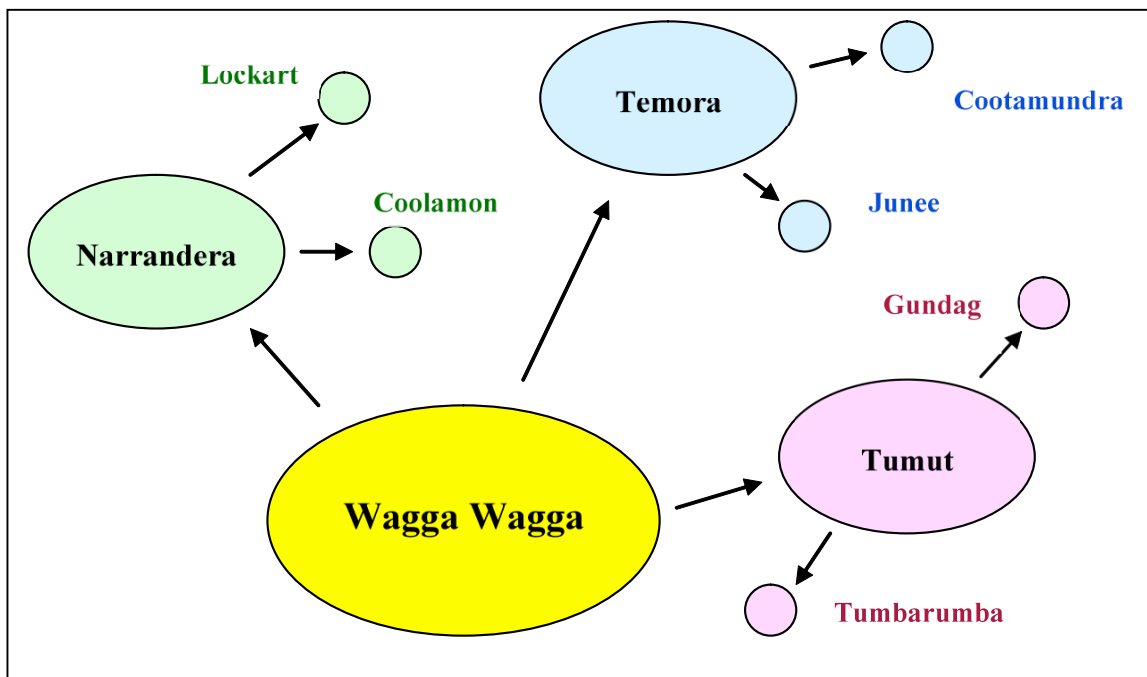 Lockart
Temora
Cootamundra
Coolamon
Junee
Narrandera
Gundag
Tumut
Wagga Wagga
Tumbarumba